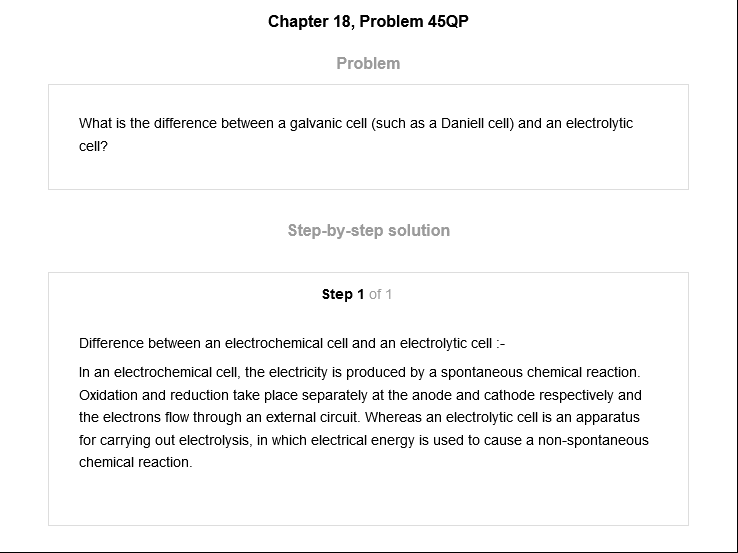 Chapter 18, Problem 45QP
Problem
What is the difference between a galvanic cell (such as a Daniell cell) and an electrolytic
cell?
Step-by-step solution
Step 1 of 1
Difference between an electrochemical cell and an electrolytic cell :-
In an electrochemical cell, the electricity is produced by a spontaneous chemical reaction.
Oxidation and reduction take place separately at the anode and cathode respectively and
the electrons flow through an external circuit. Whereas an electrolytic cell is an apparatus
for carrying out electrolysis, in which electrical energy is used to cause a non-spontaneous
chemical reaction.